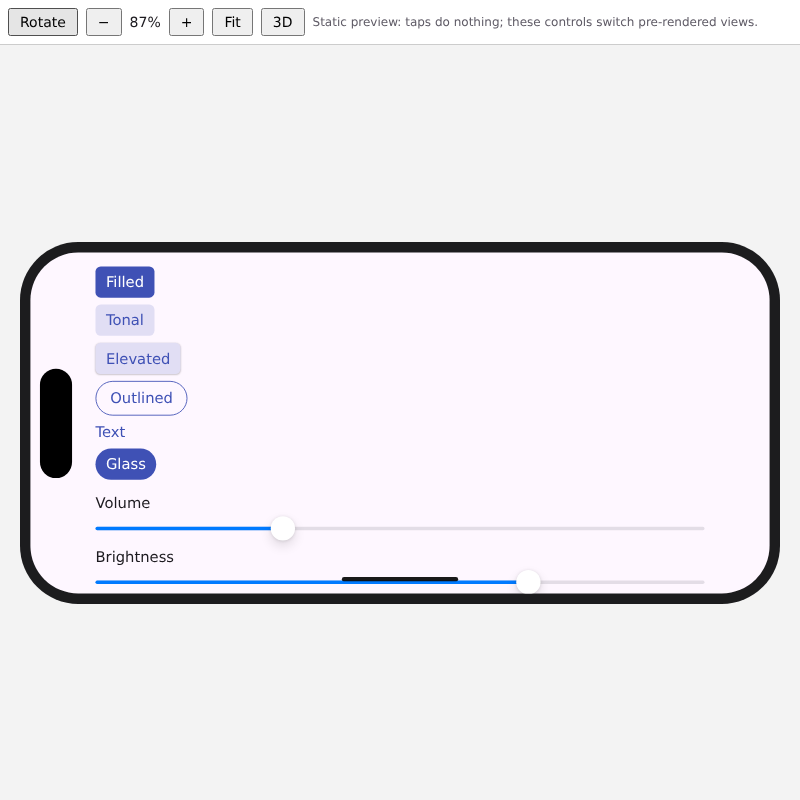 Rotate − 87% + Fit 3D Static preview: taps do nothing; these controls switch pre-rendered views.
Filled
Tonal
Elevated
Outlined
Text
Glass
Volume
Brightness